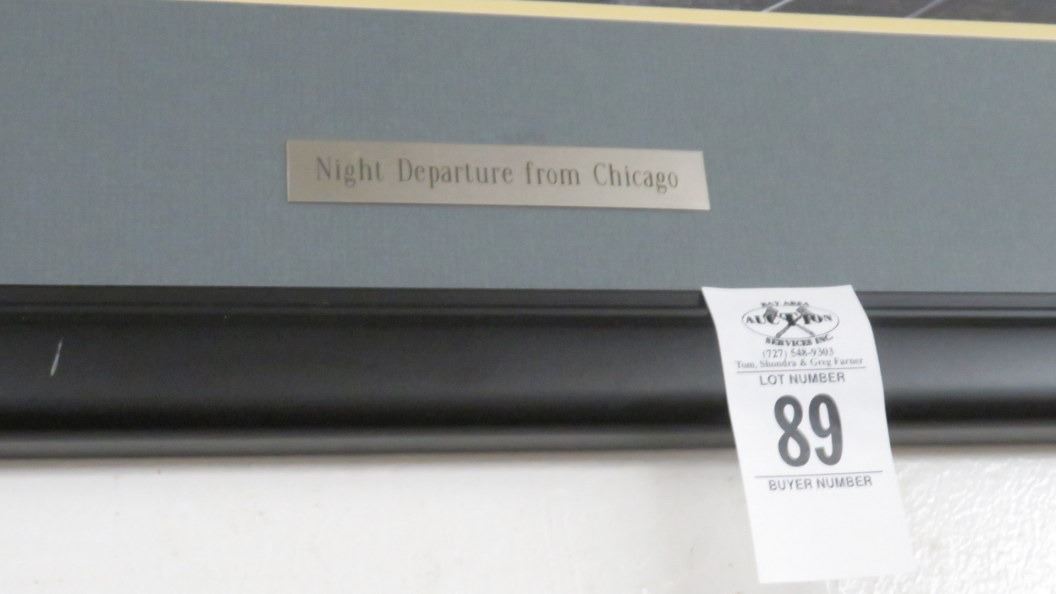 Night Departure from Chicago
BAY AREA
AUCTION
SERVICES INC.
(727) 548-9303
Tom, Shondra & Greg Farner
LOT NUMBER
89
BUYER NUMBER